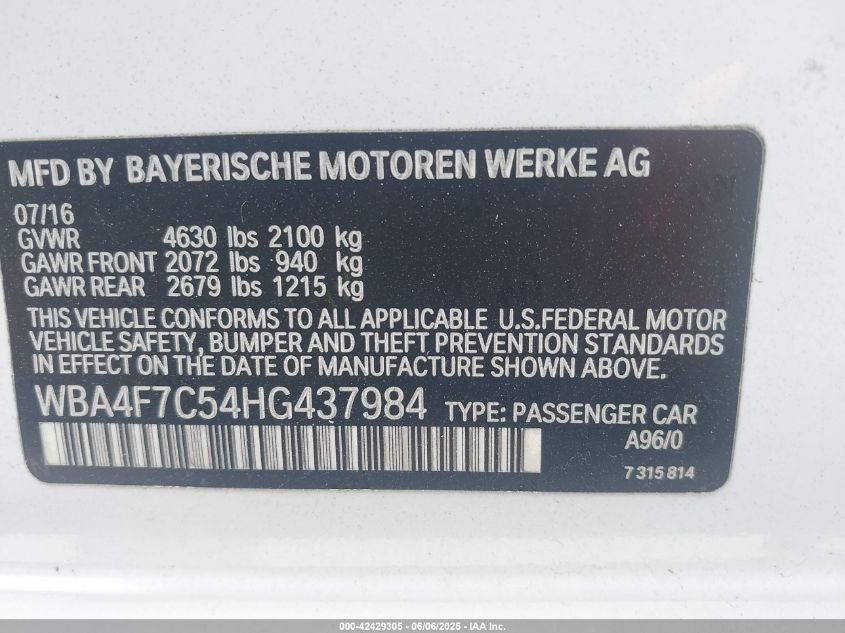 MFD BY BAYERISCHE MOTOREN WERKE AG
07/16
GVWR 4630 lbs 2100 kg
GAWR FRONT 2072 lbs 940 kg
GAWR REAR 2679 lbs 1215 kg
THIS VEHICLE CONFORMS TO ALL APPLICABLE U.S.FEDERAL MOTOR
VEHICLE SAFETY, BUMPER AND THEFT PREVENTION STANDARDS
IN EFFECT ON THE DATE OF MANUFACTURE SHOWN ABOVE.
WBA4F7C54HG437984 TYPE: PASSENGER CAR
A96/0
7 315 814
000-42429305 - 06/06/2025 - IAA Inc.